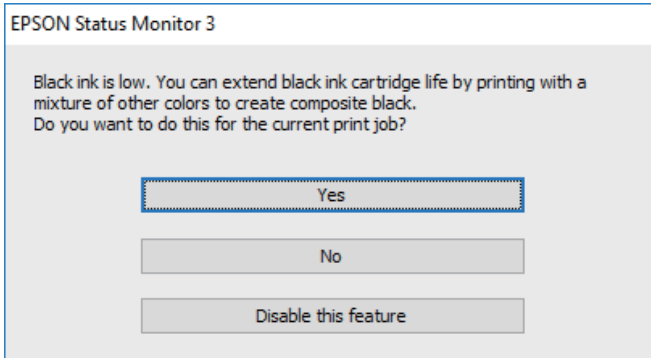 EPSON Status Monitor 3
Black ink is low. You can extend black ink cartridge life by printing with a
mixture of other colors to create composite black.
Do you want to do this for the current print job?
Yes
No
Disable this feature